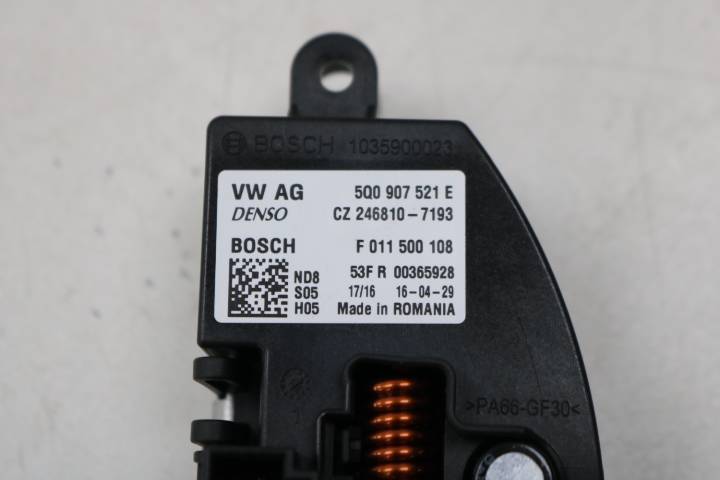 BOSCH 1035900023
VW AG 5Q0 907 521 E
DENSO CZ 246810-7193
BOSCH F 011 500 108
ND8 53F R 00365928
S05 17/16 16-04-29
H05 Made in ROMANIA
>PA66-GF30<